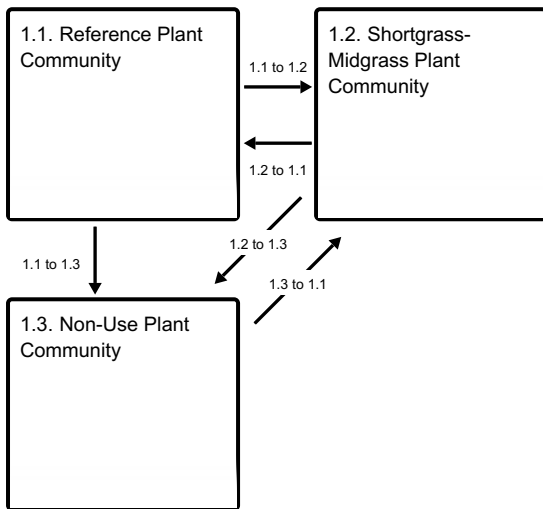 1.1. Reference Plant
Community
1.1 to 1.2
1.2. Shortgrass-
Midgrass Plant
Community
1.2 to 1.1
1.1 to 1.3
1.2 to 1.3
1.3 to 1.1
1.3. Non-Use Plant
Community